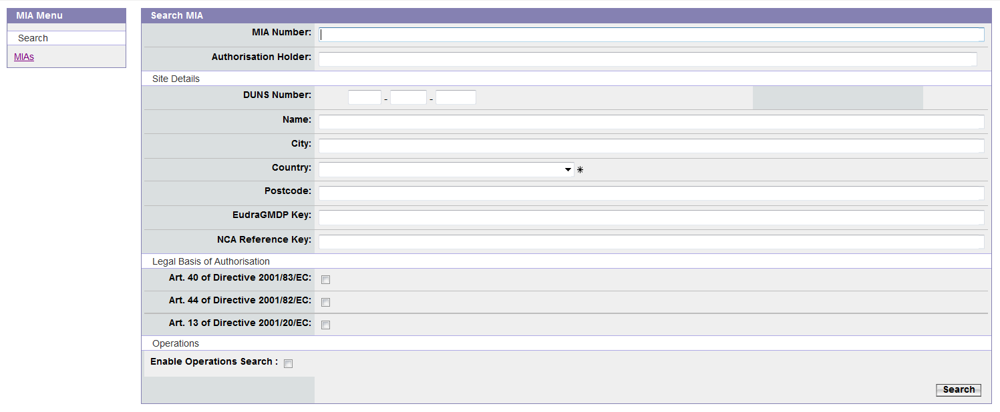 MIA Menu
Search
MIAs
Search MIA
MIA Number:
Authorisation Holder:
Site Details
DUNS Number: - -
Name:
City:
Country: *
Postcode:
EudraGMDP Key:
NCA Reference Key:
Legal Basis of Authorisation
Art. 40 of Directive 2001/83/EC:
Art. 44 of Directive 2001/82/EC:
Art. 13 of Directive 2001/20/EC:
Operations
Enable Operations Search :
Search